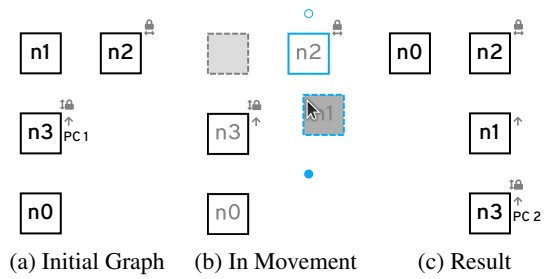 n1 n2 n2 n0 n2
n3 PC 1 n3 n1 n1
n0 n0 n3 PC 2
(a) Initial Graph (b) In Movement (c) Result